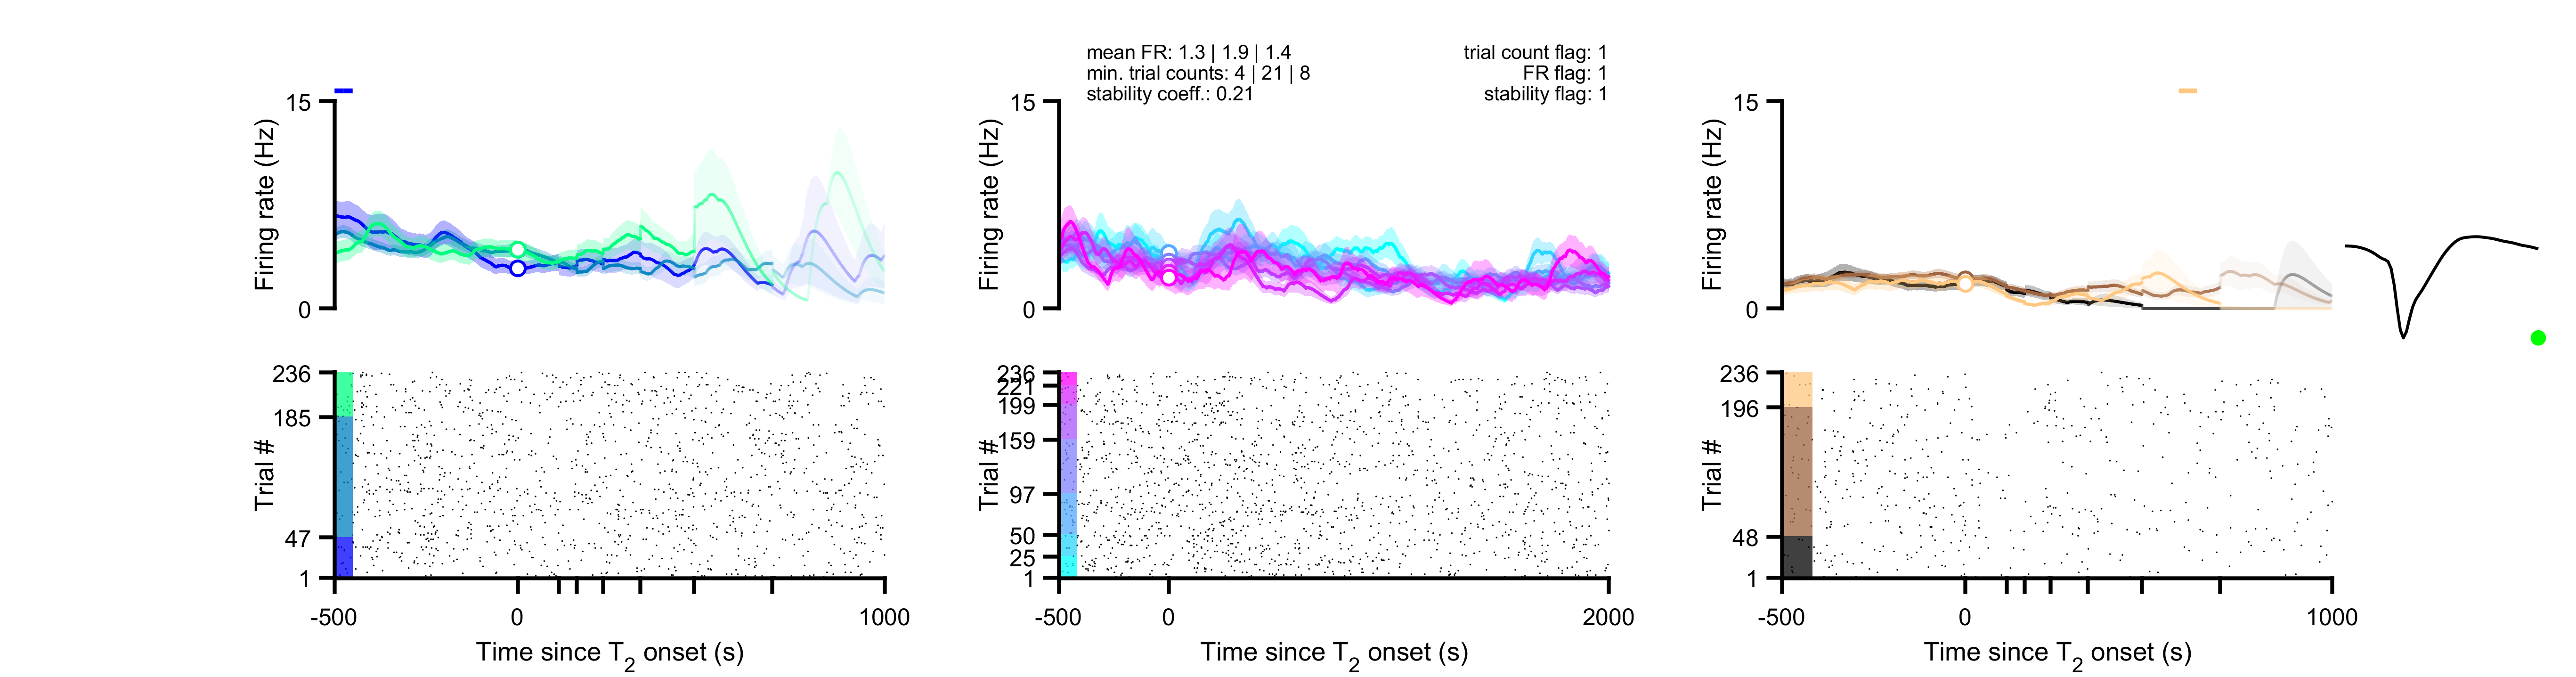 mean FR: 1.3 | 1.9 | 1.4
min. trial counts: 4 | 21 | 8
stability coeff.: 0.21
trial count flag: 1
FR flag: 1
stability flag: 1
15
Firing rate (Hz)
0
236
185
Trial #
47
1
-500
0
1000
Time since T2 onset (s)
15
Firing rate (Hz)
0
236
221
199
159
Trial #
97
50
25
1
-500
0
2000
Time since T2 onset (s)
15
Firing rate (Hz)
0
236
196
Trial #
48
1
-500
0
1000
Time since T2 onset (s)